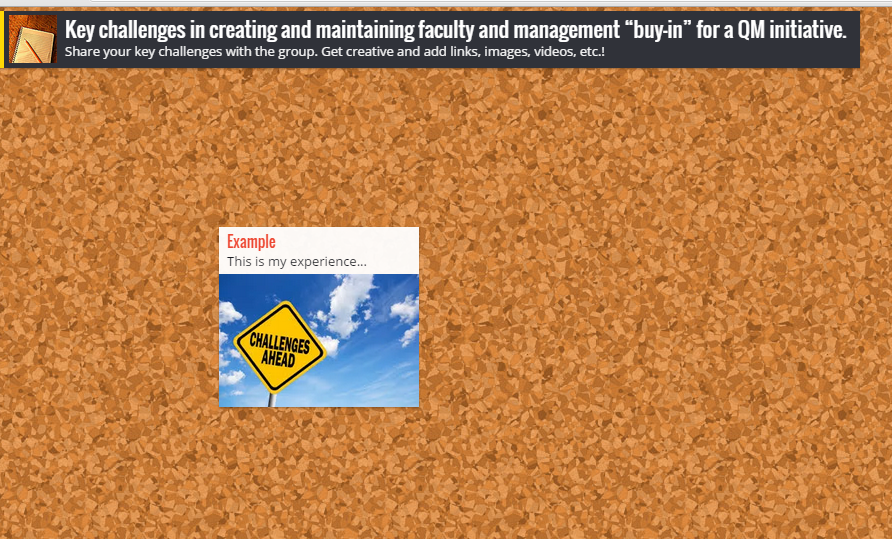 Key challenges in creating and maintaining faculty and management “buy-in” for a QM initiative.
Share your key challenges with the group. Get creative and add links, images, videos, etc.!
Example
This is my experience...
CHALLENGES
AHEAD